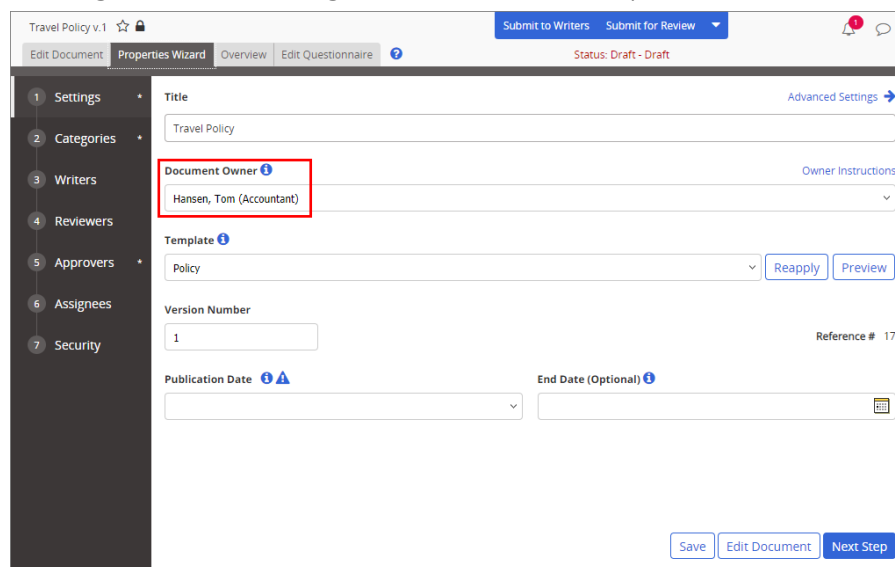 Travel Policy v.1
Submit to Writers Submit for Review
1
Edit Document Properties Wizard Overview Edit Questionnaire ?
Status: Draft - Draft
1 Settings *
2 Categories *
3 Writers
4 Reviewers
5 Approvers *
6 Assignees
7 Security
Title
Advanced Settings
Travel Policy
Document Owner
Owner Instructions
Hansen, Tom (Accountant)
Template
Policy
Reapply Preview
Version Number
1
Reference # 17
Publication Date
End Date (Optional)
Save Edit Document Next Step